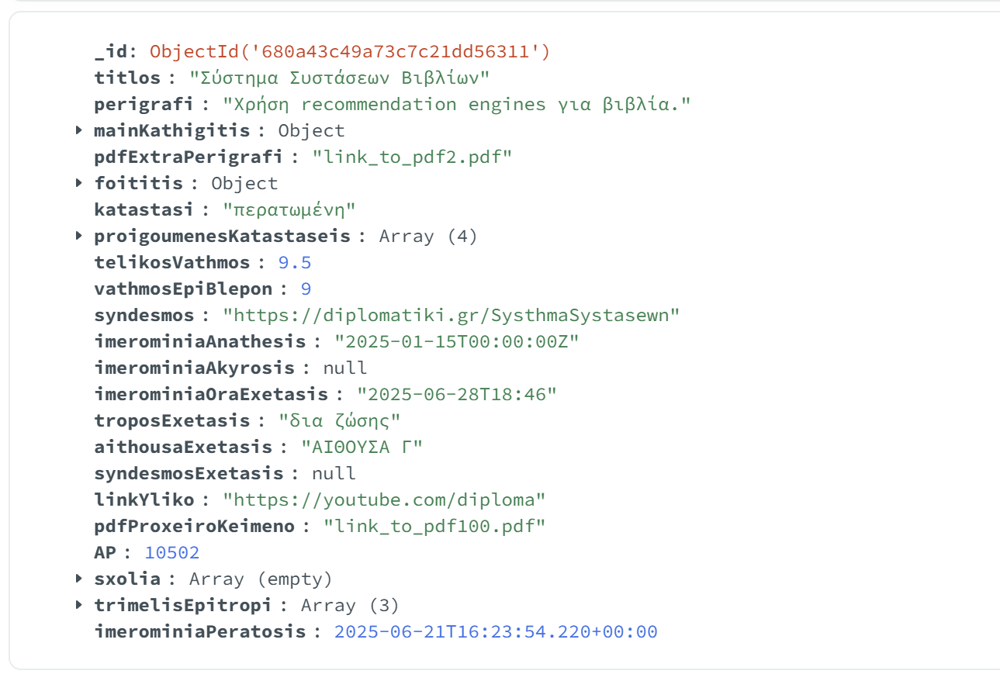 _id: ObjectId('680a43c49a73c7c21dd56311')
titlos : "Σύστημα Συστάσεων Βιβλίων"
perigrafi : "Χρήση recommendation engines για βιβλία."
mainKathigitis : Object
pdfExtraPerigrafi : "link_to_pdf2.pdf"
foititis : Object
katastasi : "περατωμένη"
proigoumenesKatastaseis : Array (4)
telikosVathmos : 9.5
vathmosEpiBlepon : 9
syndesmos : "https://diplomatiki.gr/SysthmaSystasewn"
imerominiaAnathesis : "2025-01-15T00:00:00Z"
imerominiaAkyrosis : null
imerominiaOraExetasis : "2025-06-28T18:46"
troposExetasis : "δια ζώσης"
aithousaExetasis : "ΑΙΘΟΥΣΑ Γ"
syndesmosExetasis : null
linkYliko : "https://youtube.com/diploma"
pdfProxeiroKeimeno : "link_to_pdf100.pdf"
AP : 10502
sxolia : Array (empty)
trimelisEpitropi : Array (3)
imerominiaPeratosis : 2025-06-21T16:23:54.220+00:00